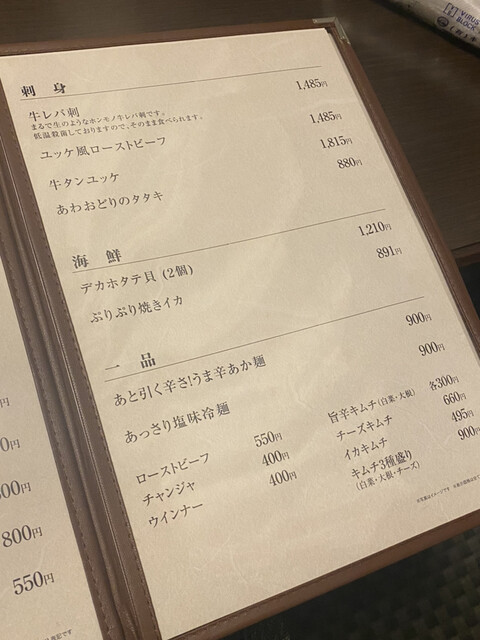 刺 身
牛レバ刺 1,485円
まるで生のようなホンモノ牛レバ刺です。
低温殺菌しておりますので、そのまま食べられます。
ユッケ風ローストビーフ 1,485円
牛タンユッケ 1,815円
あわおどりのタタキ 880円
海 鮮
デカホタテ貝 (2個) 1,210円
ぷりぷり焼きイカ 891円
一 品
あと引く辛さ!うま辛あか麺 900円
あっさり塩味冷麺 900円
ローストビーフ 550円
チャンジャ 400円
ウインナー 400円
旨辛キムチ(白菜・大根) 各300円
チーズキムチ 660円
イカキムチ 495円
キムチ3種盛り 900円
(白菜・大根・チーズ)
800円
550円
VIRUS
BLOCK